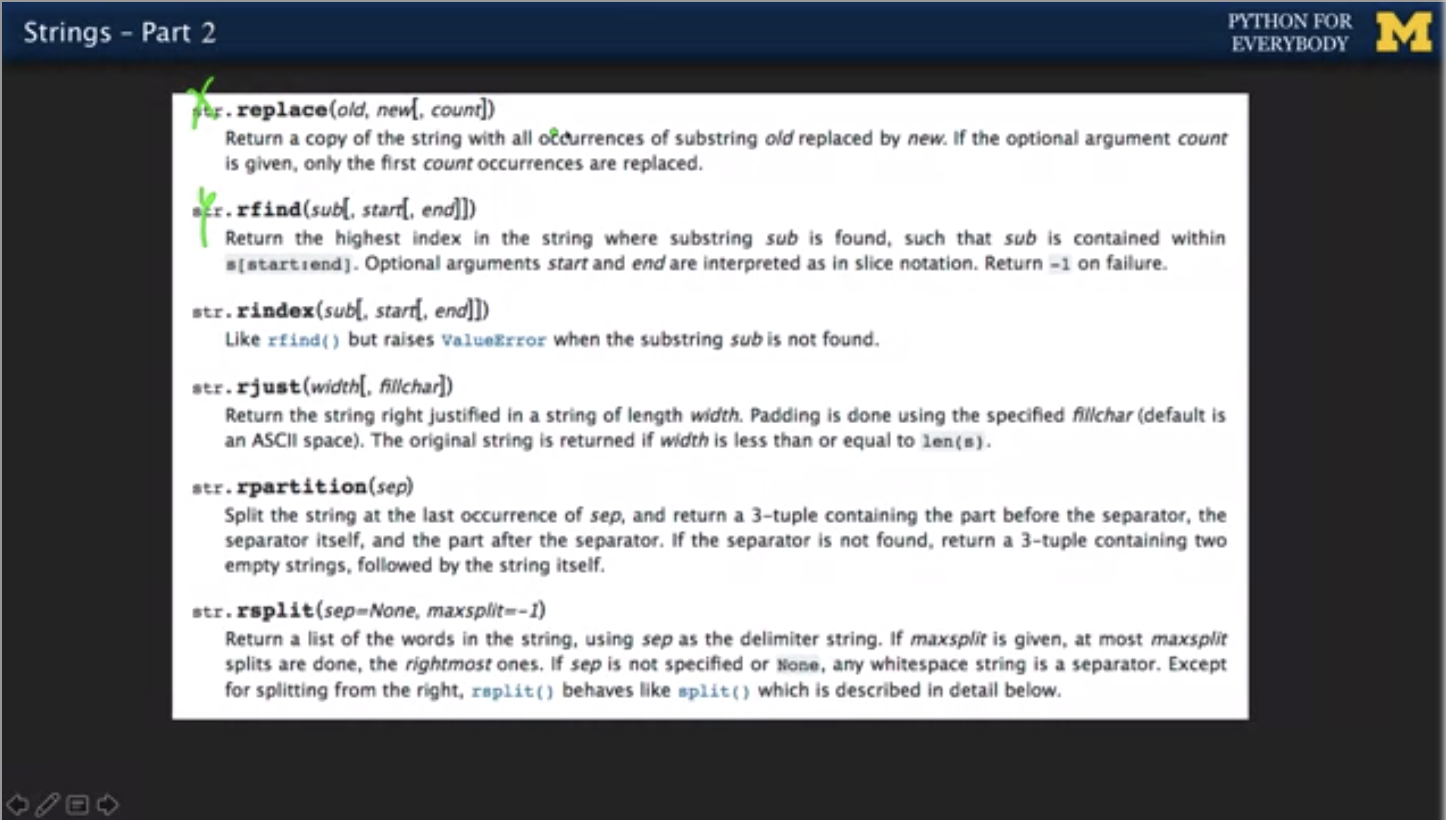 Strings – Part 2
PYTHON FOR
EVERYBODY
M
str.replace(old, new[, count])
Return a copy of the string with all occurrences of substring old replaced by new. If the optional argument count
is given, only the first count occurrences are replaced.
str.rfind(sub[, start[, end]])
Return the highest index in the string where substring sub is found, such that sub is contained within
s[start:end]. Optional arguments start and end are interpreted as in slice notation. Return -1 on failure.
str.rindex(sub[, start[, end]])
Like rfind() but raises ValueError when the substring sub is not found.
str.rjust(width[, fillchar])
Return the string right justified in a string of length width. Padding is done using the specified fillchar (default is
an ASCII space). The original string is returned if width is less than or equal to len(s).
str.rpartition(sep)
Split the string at the last occurrence of sep, and return a 3-tuple containing the part before the separator, the
separator itself, and the part after the separator. If the separator is not found, return a 3-tuple containing two
empty strings, followed by the string itself.
str.rsplit(sep=None, maxsplit=-1)
Return a list of the words in the string, using sep as the delimiter string. If maxsplit is given, at most maxsplit
splits are done, the rightmost ones. If sep is not specified or None, any whitespace string is a separator. Except
for splitting from the right, rsplit() behaves like split() which is described in detail below.